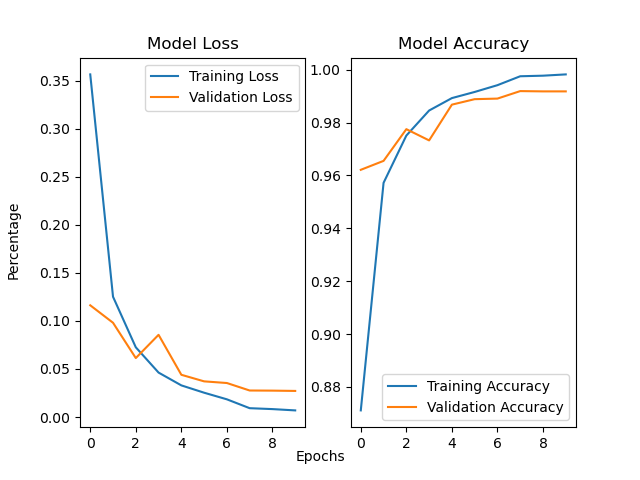 Model Loss
Training Loss
Validation Loss
0.35
0.30
0.25
0.20
0.15
0.10
0.05
0.00
0 2 4 6 8
Percentage
Model Accuracy
1.00
0.98
0.96
0.94
0.92
0.90
0.88
Training Accuracy
Validation Accuracy
0 2 4 6 8
Epochs